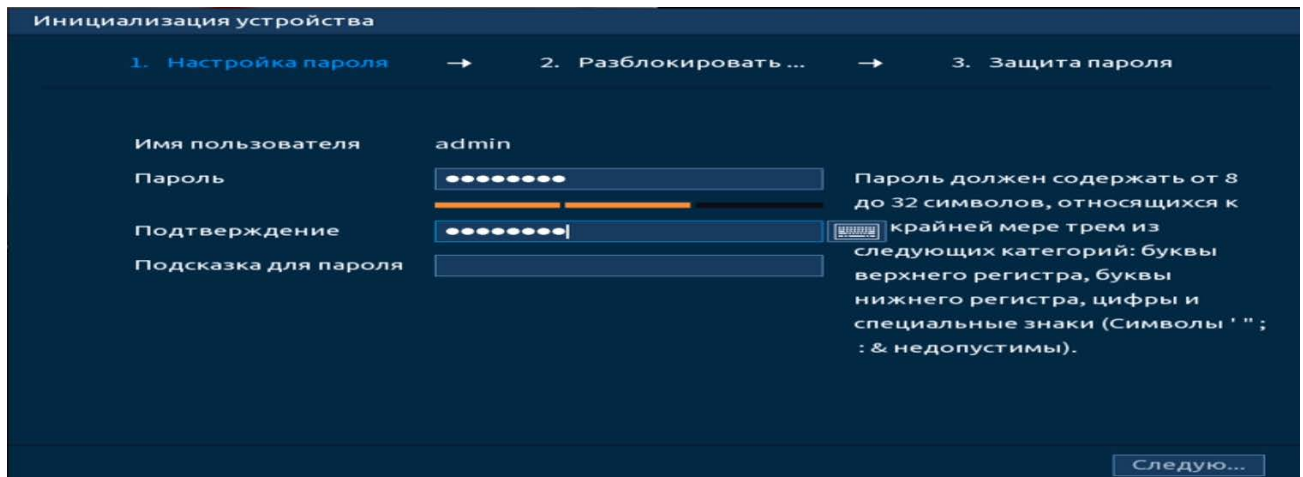 Инициализация устройства
1. Настройка пароля → 2. Разблокировать ... → 3. Защита пароля
Имя пользователя admin
Пароль ●●●●●●●●
Подтверждение ●●●●●●●●
Подсказка для пароля
Пароль должен содержать от 8
до 32 символов, относящихся к
крайней мере трем из
следующих категорий: буквы
верхнего регистра, буквы
нижнего регистра, цифры и
специальные знаки (Символы ' " ;
: & недопустимы).
Следую...